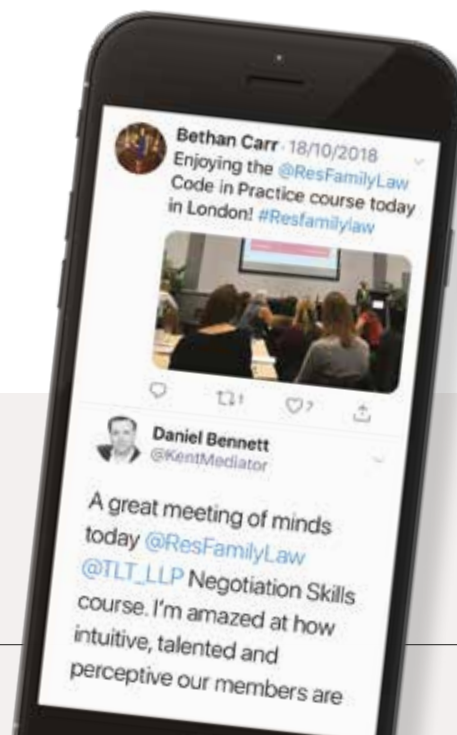 Bethan Carr · 18/10/2018
Enjoying the @ResFamilyLaw
Code in Practice course today
in London! #Resfamilylaw
1
7
Daniel Bennett
@KentMediator
A great meeting of minds
today @ResFamilyLaw
@TLT_LLP Negotiation Skills
course. I'm amazed at how
intuitive, talented and
perceptive our members are